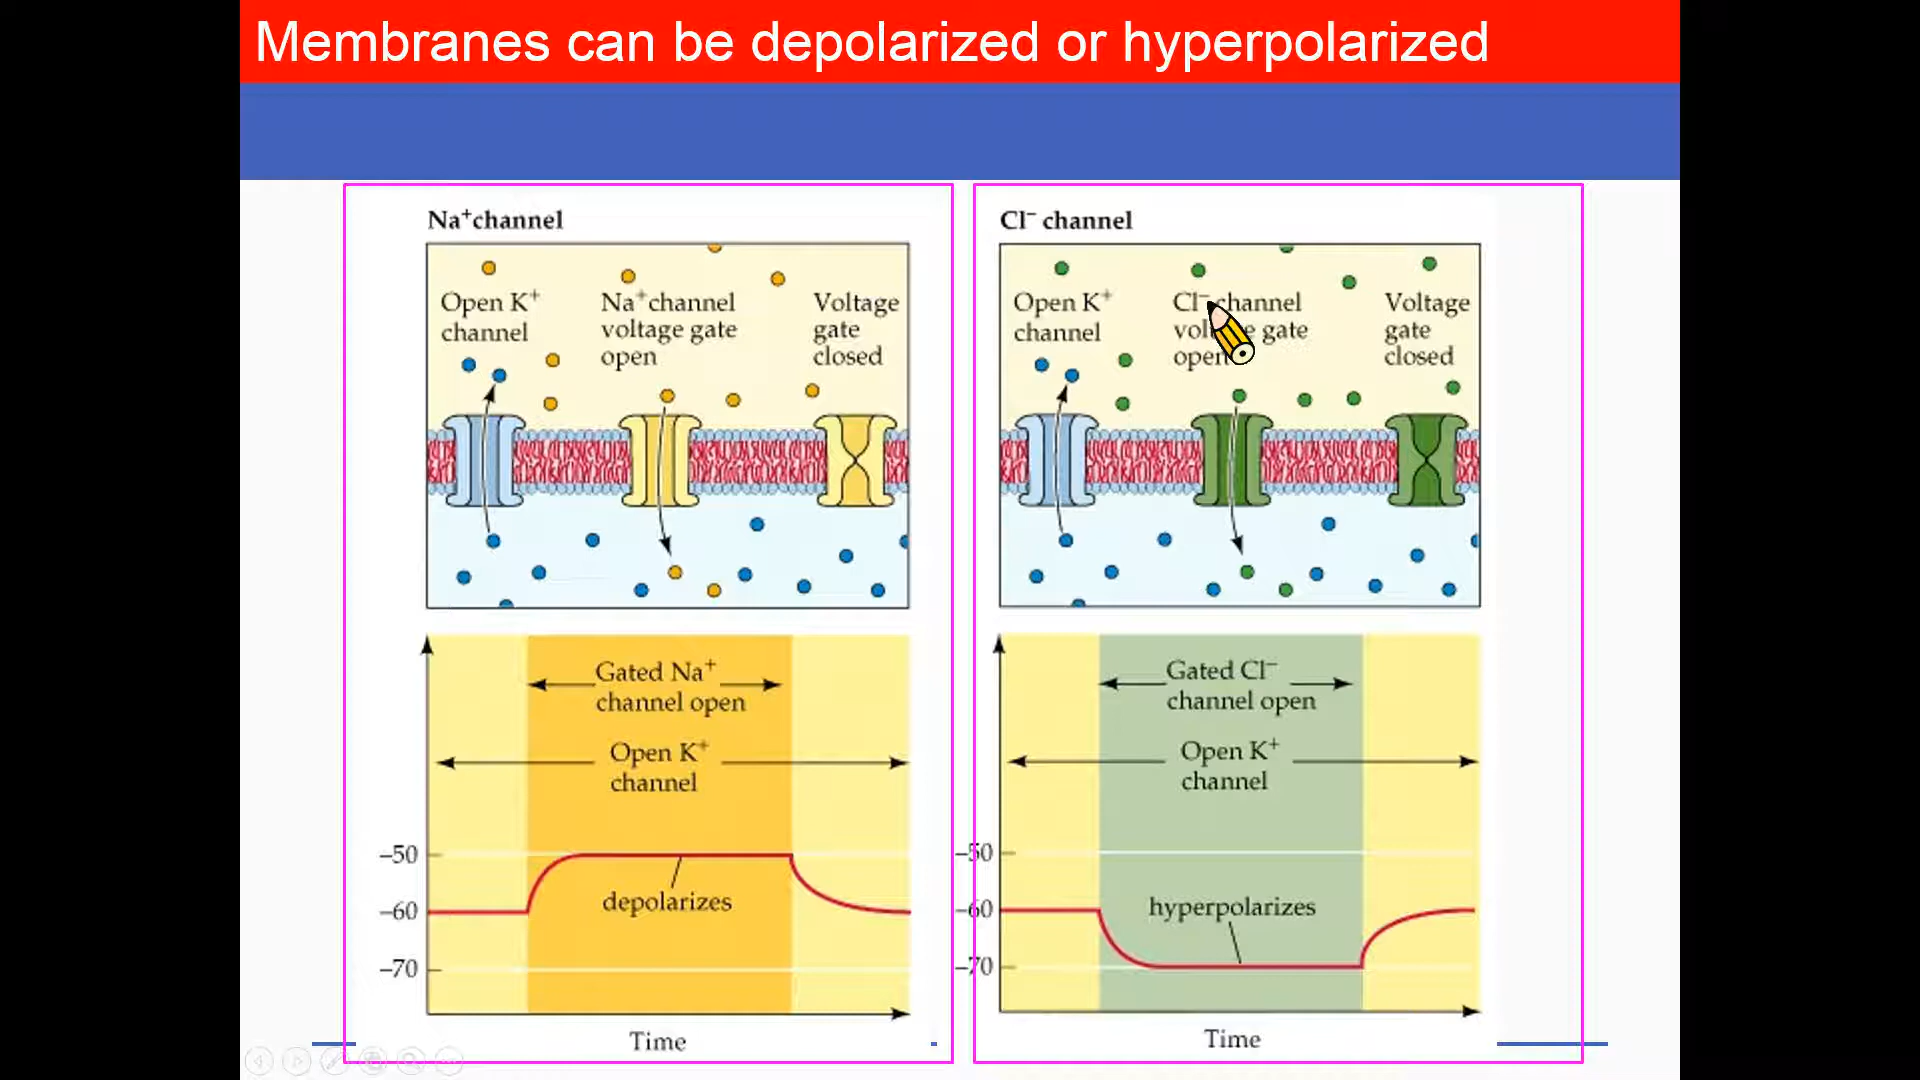 Membranes can be depolarized or hyperpolarized
Na⁺channel
Open K⁺
channel
Na⁺channel
voltage gate
open
Voltage
gate
closed
Gated Na⁺
channel open
Open K⁺
channel
–50
–60
–70
depolarizes
Time
Cl⁻ channel
Open K⁺
channel
Cl⁻channel
voltage gate
open
Voltage
gate
closed
Gated Cl⁻
channel open
Open K⁺
channel
–50
–60
–70
hyperpolarizes
Time